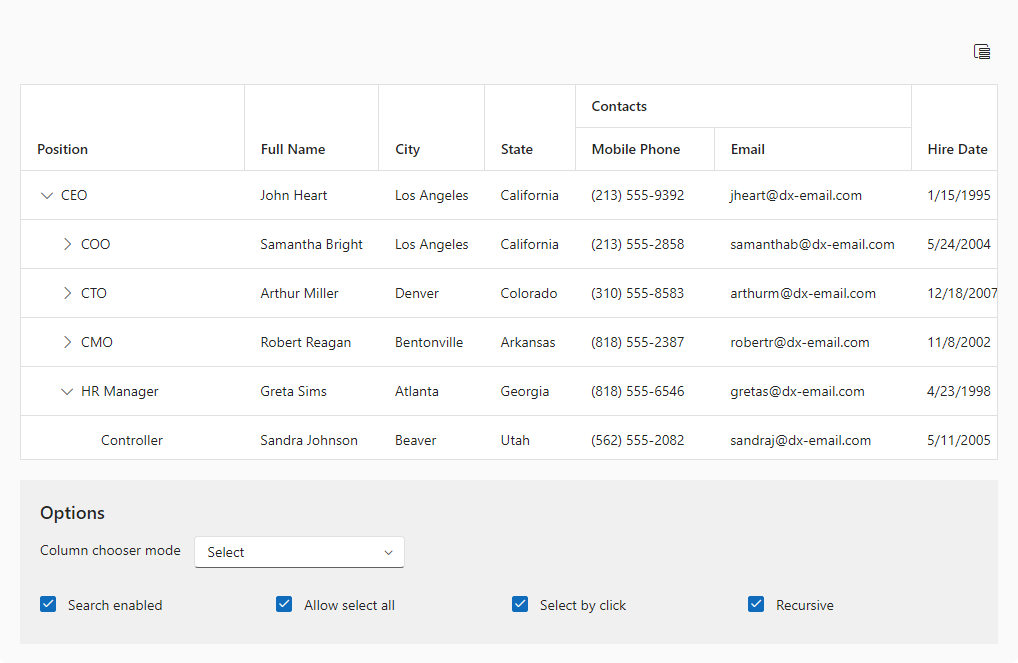 Contacts
Position Full Name City State Mobile Phone Email Hire Date
CEO John Heart Los Angeles California (213) 555-9392 jheart@dx-email.com 1/15/1995
COO Samantha Bright Los Angeles California (213) 555-2858 samanthab@dx-email.com 5/24/2004
CTO Arthur Miller Denver Colorado (310) 555-8583 arthurm@dx-email.com 12/18/2007
CMO Robert Reagan Bentonville Arkansas (818) 555-2387 robertr@dx-email.com 11/8/2002
HR Manager Greta Sims Atlanta Georgia (818) 555-6546 gretas@dx-email.com 4/23/1998
Controller Sandra Johnson Beaver Utah (562) 555-2082 sandraj@dx-email.com 5/11/2005
Options
Column chooser mode Select
Search enabled Allow select all Select by click Recursive